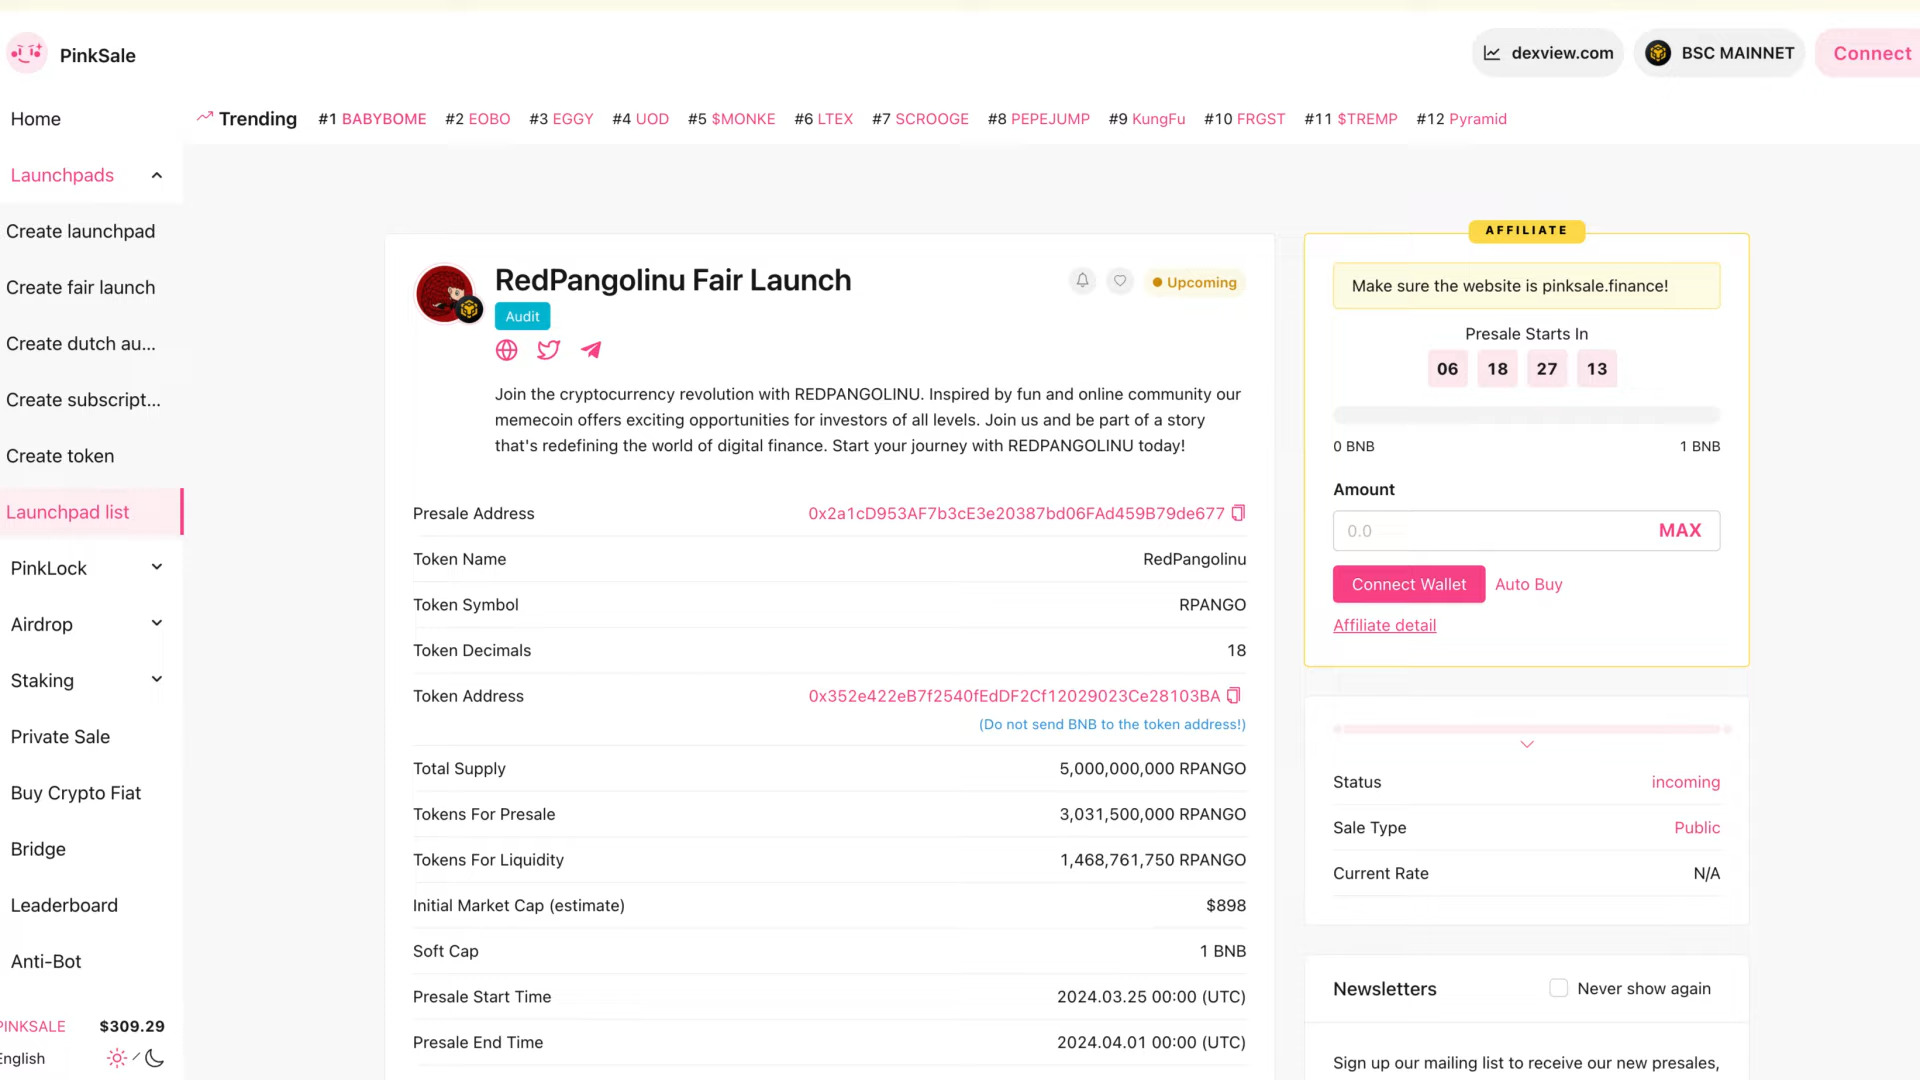 PinkSale
dexview.com
BSC MAINNET
Connect
Home
Trending #1 BABYBOME #2 EOBO #3 EGGY #4 UOD #5 $MONKE #6 LTEX #7 SCROOGE #8 PEPEJUMP #9 KungFu #10 FRGST #11 $TREMP #12 Pyramid
Launchpads
Create launchpad
Create fair launch
Create dutch au...
Create subscript...
Create token
Launchpad list
PinkLock
Airdrop
Staking
Private Sale
Buy Crypto Fiat
Bridge
Leaderboard
Anti-Bot
PINKSALE $309.29
English
RedPangolinu Fair Launch
Upcoming
Audit
Join the cryptocurrency revolution with REDPANGOLINU. Inspired by fun and online community our
memecoin offers exciting opportunities for investors of all levels. Join us and be part of a story
that's redefining the world of digital finance. Start your journey with REDPANGOLINU today!
Presale Address 0x2a1cD953AF7b3cE3e20387bd06FAd459B79de677
Token Name RedPangolinu
Token Symbol RPANGO
Token Decimals 18
Token Address 0x352e422eB7f2540fEdDF2Cf12029023Ce28103BA
(Do not send BNB to the token address!)
Total Supply 5,000,000,000 RPANGO
Tokens For Presale 3,031,500,000 RPANGO
Tokens For Liquidity 1,468,761,750 RPANGO
Initial Market Cap (estimate) $898
Soft Cap 1 BNB
Presale Start Time 2024.03.25 00:00 (UTC)
Presale End Time 2024.04.01 00:00 (UTC)
AFFILIATE
Make sure the website is pinksale.finance!
Presale Starts In
06 18 27 13
0 BNB 1 BNB
Amount
0.0 MAX
Connect Wallet Auto Buy
Affiliate detail
Status incoming
Sale Type Public
Current Rate N/A
Newsletters Never show again
Sign up our mailing list to receive our new presales,